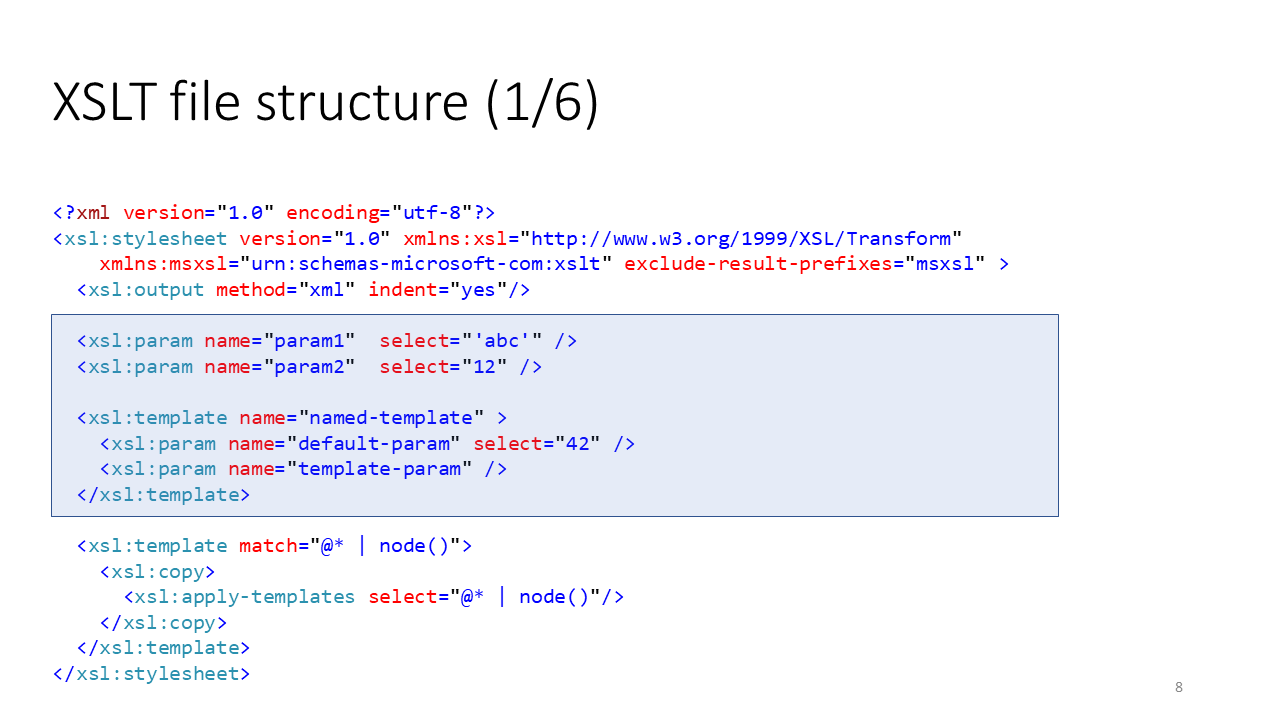 XSLT file structure (1/6)
<?xml version="1.0" encoding="utf-8"?>
<xsl:stylesheet version="1.0" xmlns:xsl="http://www.w3.org/1999/XSL/Transform"
    xmlns:msxsl="urn:schemas-microsoft-com:xslt" exclude-result-prefixes="msxsl" >
  <xsl:output method="xml" indent="yes"/>
  <xsl:param name="param1"  select="'abc'" />
  <xsl:param name="param2"  select="12" />
  <xsl:template name="named-template" >
    <xsl:param name="default-param" select="42" />
    <xsl:param name="template-param" />
  </xsl:template>
  <xsl:template match="@* | node()">
    <xsl:copy>
      <xsl:apply-templates select="@* | node()"/>
    </xsl:copy>
  </xsl:template>
</xsl:stylesheet>
8